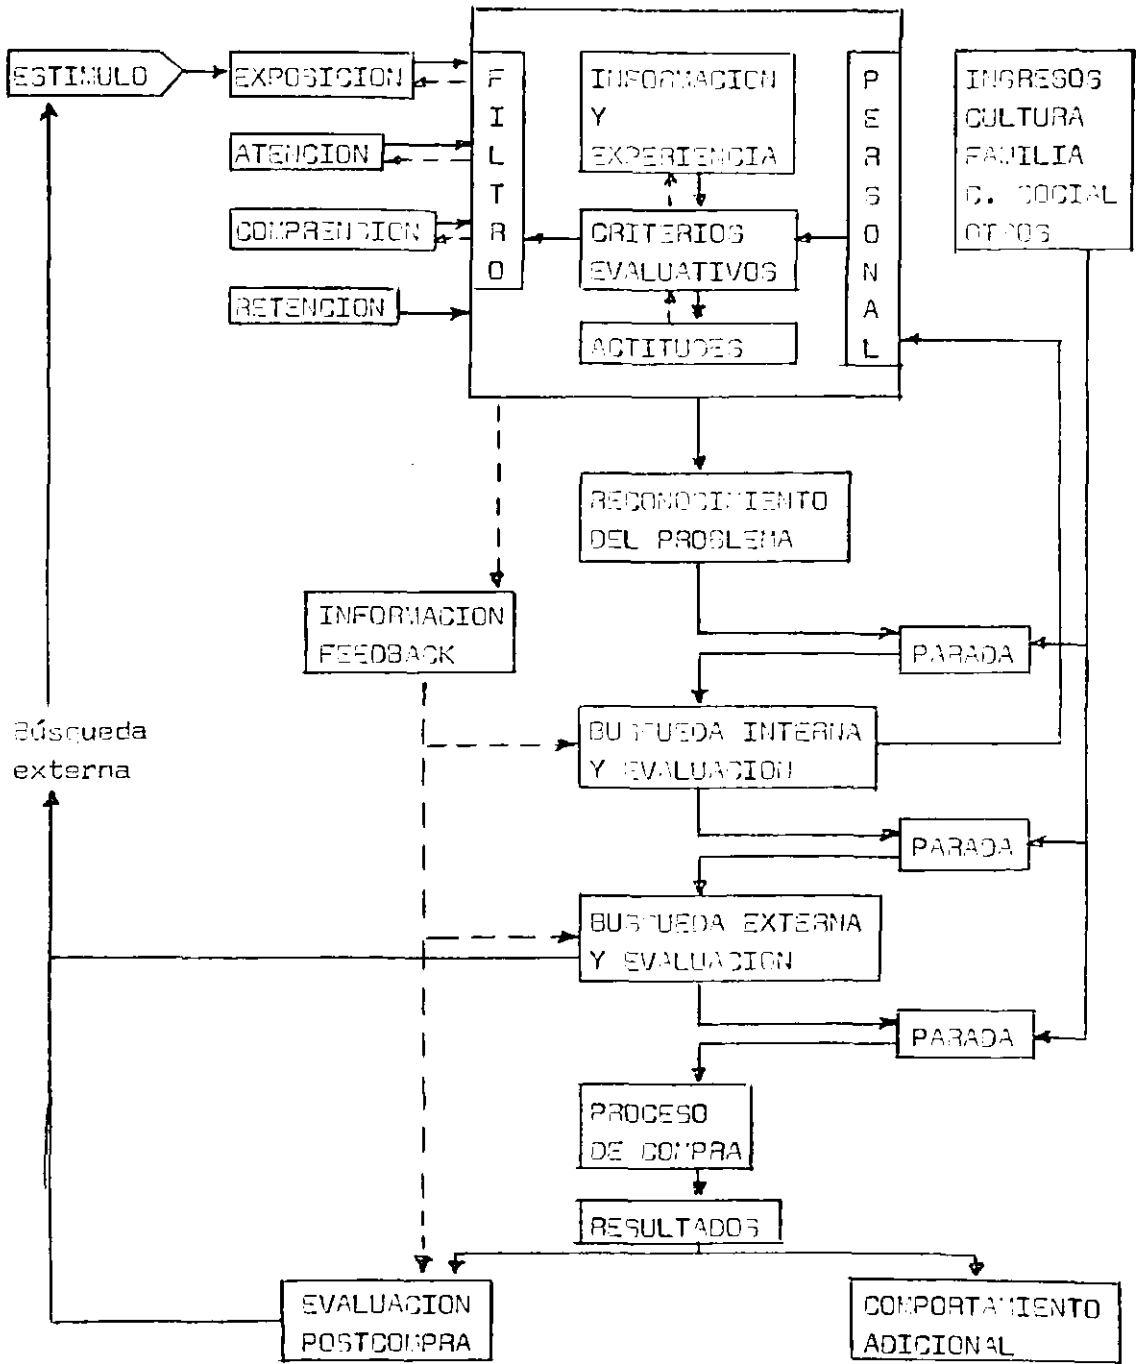 ESTIMULO
EXPOSICION
ATENCION
COMPRENSION
RETENCION
FILTRO
INFORMACION
Y
EXPERIENCIA
CRITERIOS
EVALUATIVOS
ACTITUDES
PERSONAL
INGRESOS
CULTURA
FAMILIA
C. SOCIAL
OTROS
RECONOCIMIENTO
DEL PROBLEMA
INFORMACION
FEEDBACK
PARADA
Búsqueda
externa
BUSQUEDA INTERNA
Y EVALUACION
PARADA
BUSQUEDA EXTERNA
Y EVALUACION
PARADA
PROCESO
DE COMPRA
RESULTADOS
EVALUACION
POSTCOMPRA
COMPORTAMIENTO
ADICIONAL